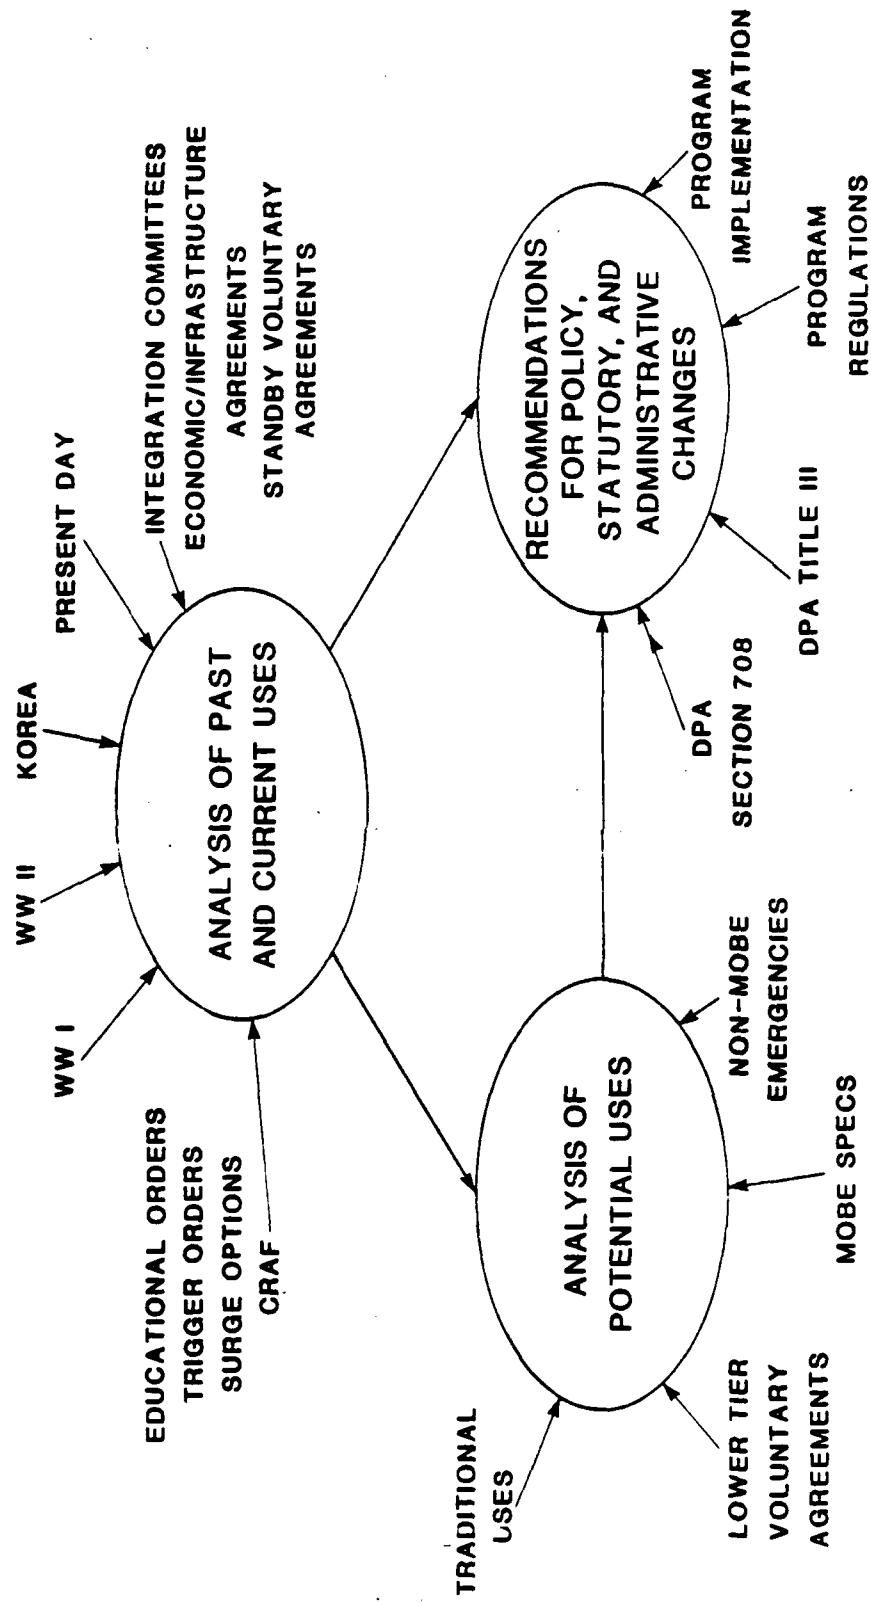 WW I
WW II
KOREA
PRESENT DAY
EDUCATIONAL ORDERS
TRIGGER ORDERS
SURGE OPTIONS
CRAF
INTEGRATION COMMITTEES
ECONOMIC/INFRASTRUCTURE
AGREEMENTS
STANDBY VOLUNTARY
AGREEMENTS
ANALYSIS OF PAST
AND CURRENT USES
TRADITIONAL
USES
ANALYSIS OF
POTENTIAL USES
LOWER TIER
VOLUNTARY
AGREEMENTS
MOBE SPECS
NON-MOBE
EMERGENCIES
RECOMMENDATIONS
FOR POLICY,
STATUTORY, AND
ADMINISTRATIVE
CHANGES
DPA
SECTION 708
DPA TITLE III
PROGRAM
REGULATIONS
PROGRAM
IMPLEMENTATION